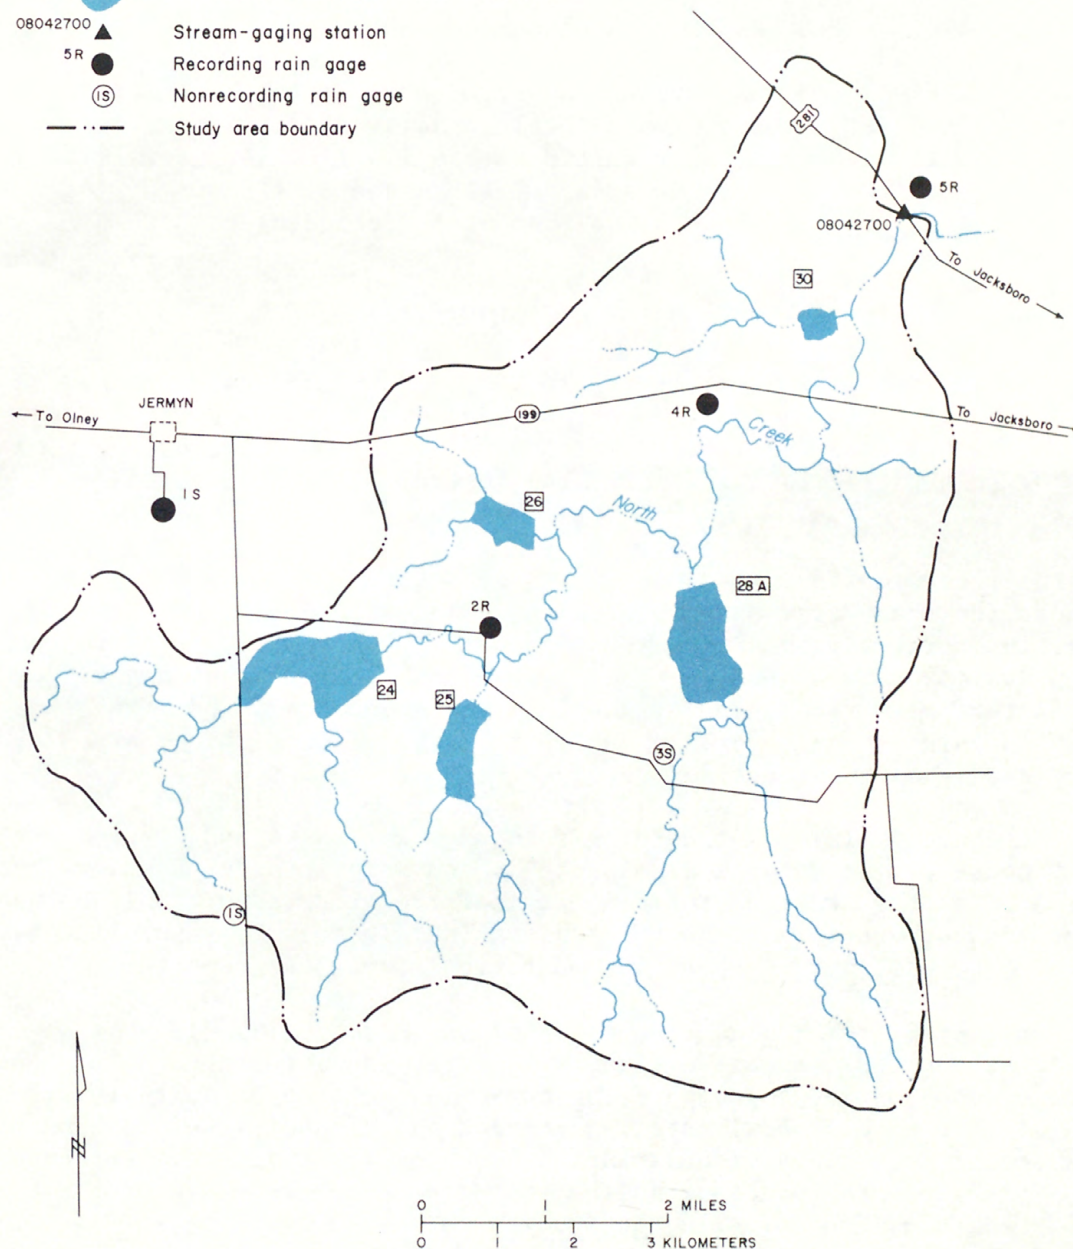 08042700 Stream-gaging station
5R Recording rain gage
1S Nonrecording rain gage
Study area boundary
281
5R
08042700
To Jacksboro
30
JERMYN
To Olney
199
4R
To Jacksboro
Creek
1S
26
North
28 A
2R
24
25
3S
1S
N
0 1 2 MILES
0 1 2 3 KILOMETERS